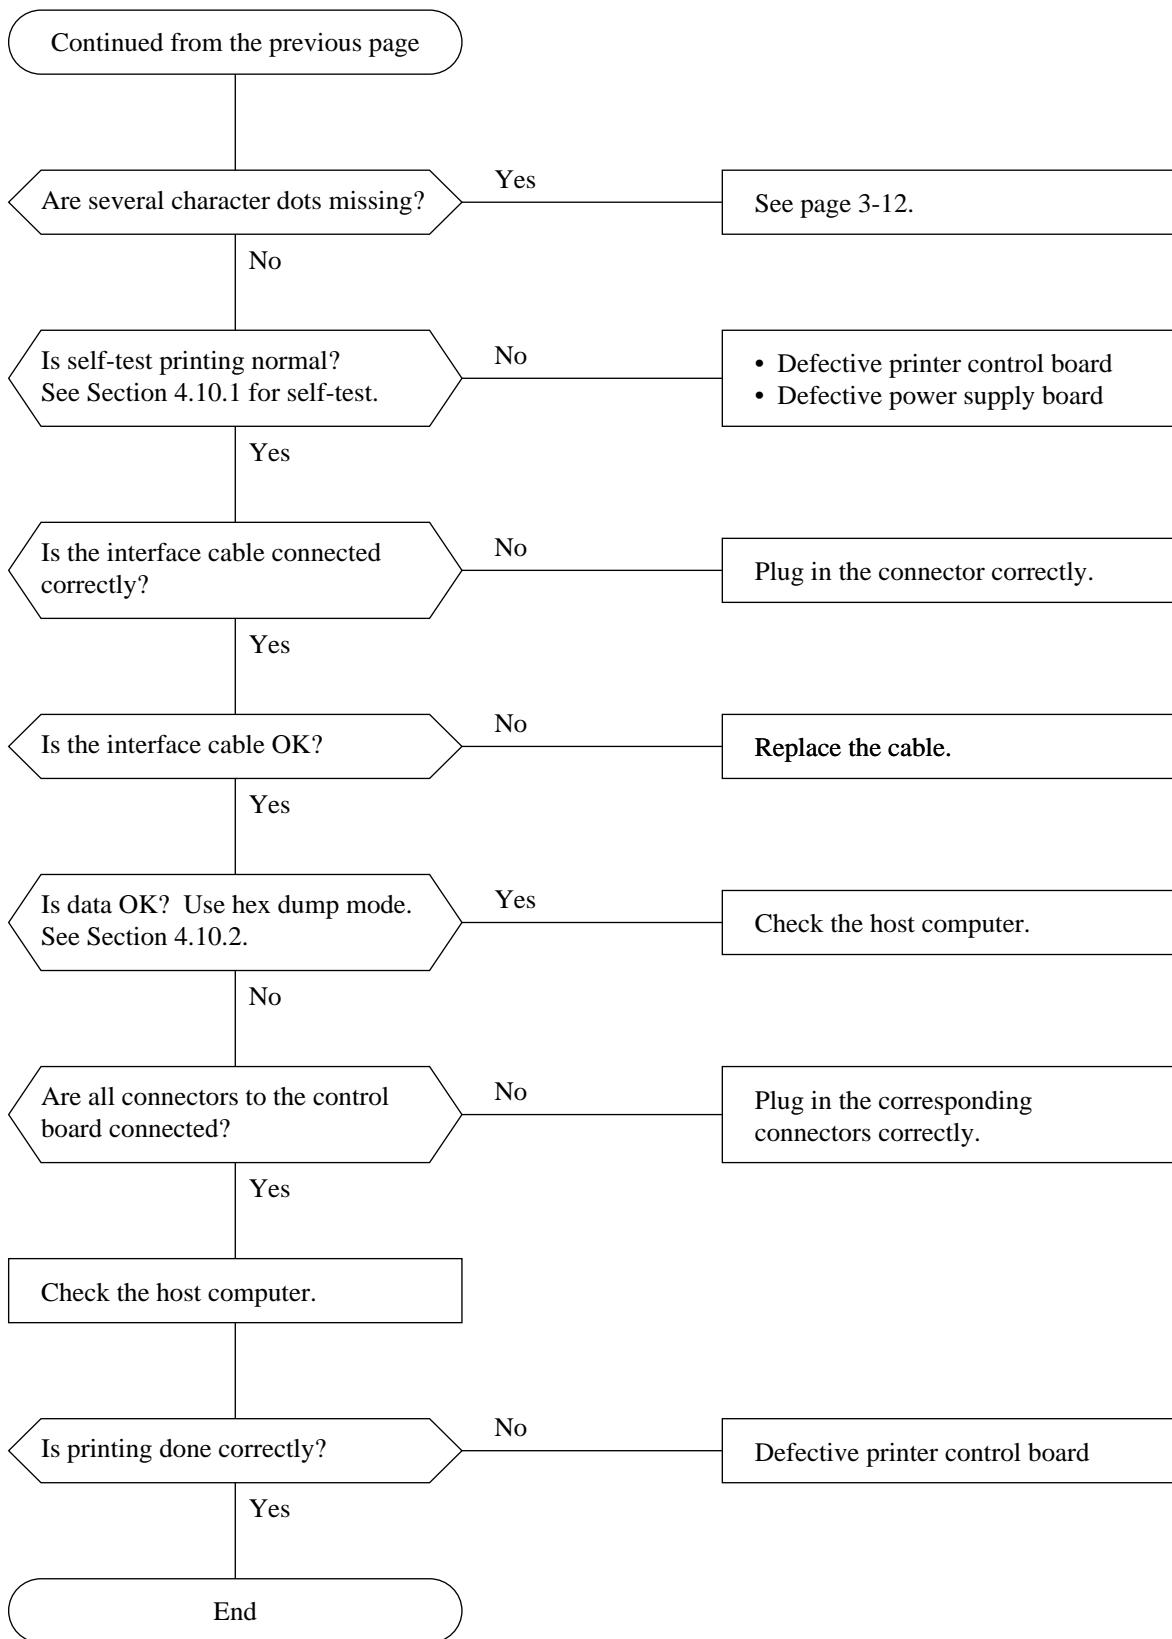 Continued from the previous page
Are several character dots missing?
Yes
See page 3-12.
No
Is self-test printing normal?
See Section 4.10.1 for self-test.
No
• Defective printer control board
• Defective power supply board
Yes
Is the interface cable connected
correctly?
No
Plug in the connector correctly.
Yes
Is the interface cable OK?
No
Replace the cable.
Yes
Is data OK?  Use hex dump mode.
See Section 4.10.2.
Yes
Check the host computer.
No
Are all connectors to the control
board connected?
No
Plug in the corresponding
connectors correctly.
Yes
Check the host computer.
Is printing done correctly?
No
Defective printer control board
Yes
End